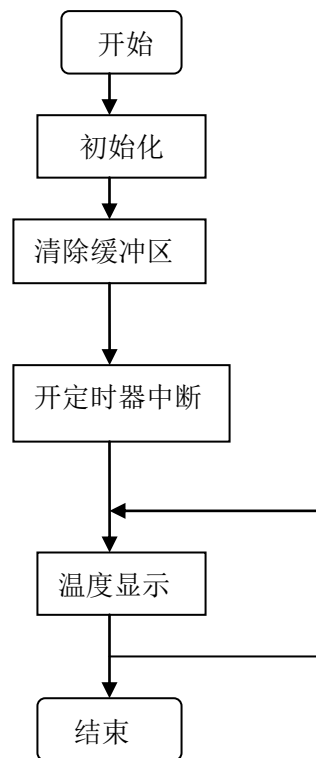 开始
初始化
清除缓冲区
开定时器中断
温度显示
结束